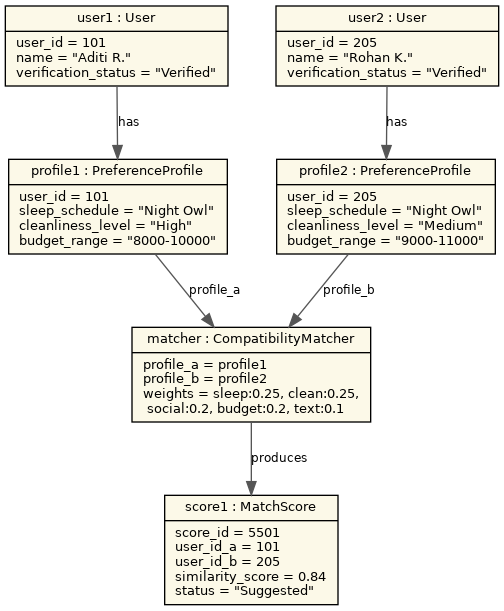 user1 : User
user_id = 101
name = "Aditi R."
verification_status = "Verified"
user2 : User
user_id = 205
name = "Rohan K."
verification_status = "Verified"
has
has
profile1 : PreferenceProfile
user_id = 101
sleep_schedule = "Night Owl"
cleanliness_level = "High"
budget_range = "8000-10000"
profile2 : PreferenceProfile
user_id = 205
sleep_schedule = "Night Owl"
cleanliness_level = "Medium"
budget_range = "9000-11000"
profile_a
profile_b
matcher : CompatibilityMatcher
profile_a = profile1
profile_b = profile2
weights = sleep:0.25, clean:0.25,
social:0.2, budget:0.2, text:0.1
produces
score1 : MatchScore
score_id = 5501
user_id_a = 101
user_id_b = 205
similarity_score = 0.84
status = "Suggested"